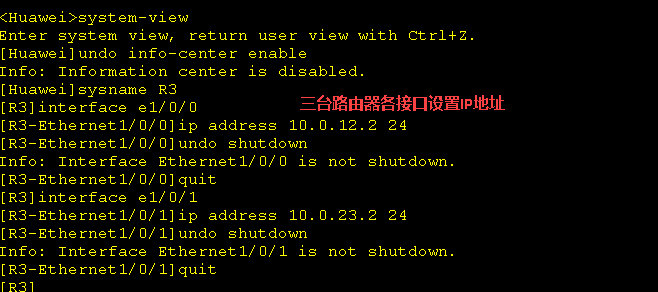 <Huawei>system-view
Enter system view, return user view with Ctrl+Z.
[Huawei]undo info-center enable
Info: Information center is disabled.
[Huawei]sysname R3
[R3]interface e1/0/0
三台路由器各接口设置IP地址
[R3-Ethernet1/0/0]ip address 10.0.12.2 24
[R3-Ethernet1/0/0]undo shutdown
Info: Interface Ethernet1/0/0 is not shutdown.
[R3-Ethernet1/0/0]quit
[R3]interface e1/0/1
[R3-Ethernet1/0/1]ip address 10.0.23.2 24
[R3-Ethernet1/0/1]undo shutdown
Info: Interface Ethernet1/0/1 is not shutdown.
[R3-Ethernet1/0/1]quit
[R3]